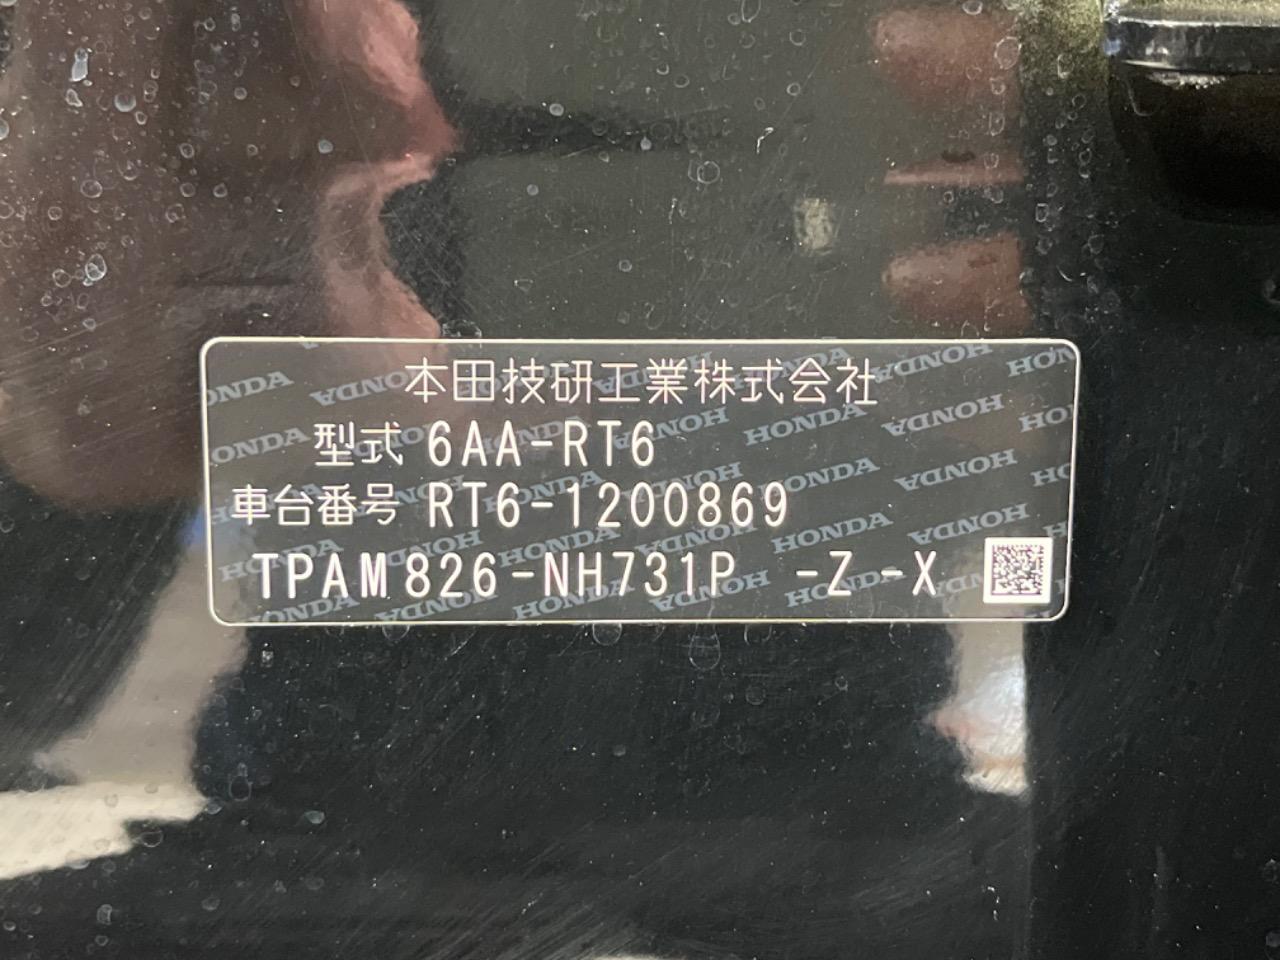 本田技研工業株式会社
型式 6AA-RT6
車台番号 RT6-1200869
TPAM826-NH731P -Z-X